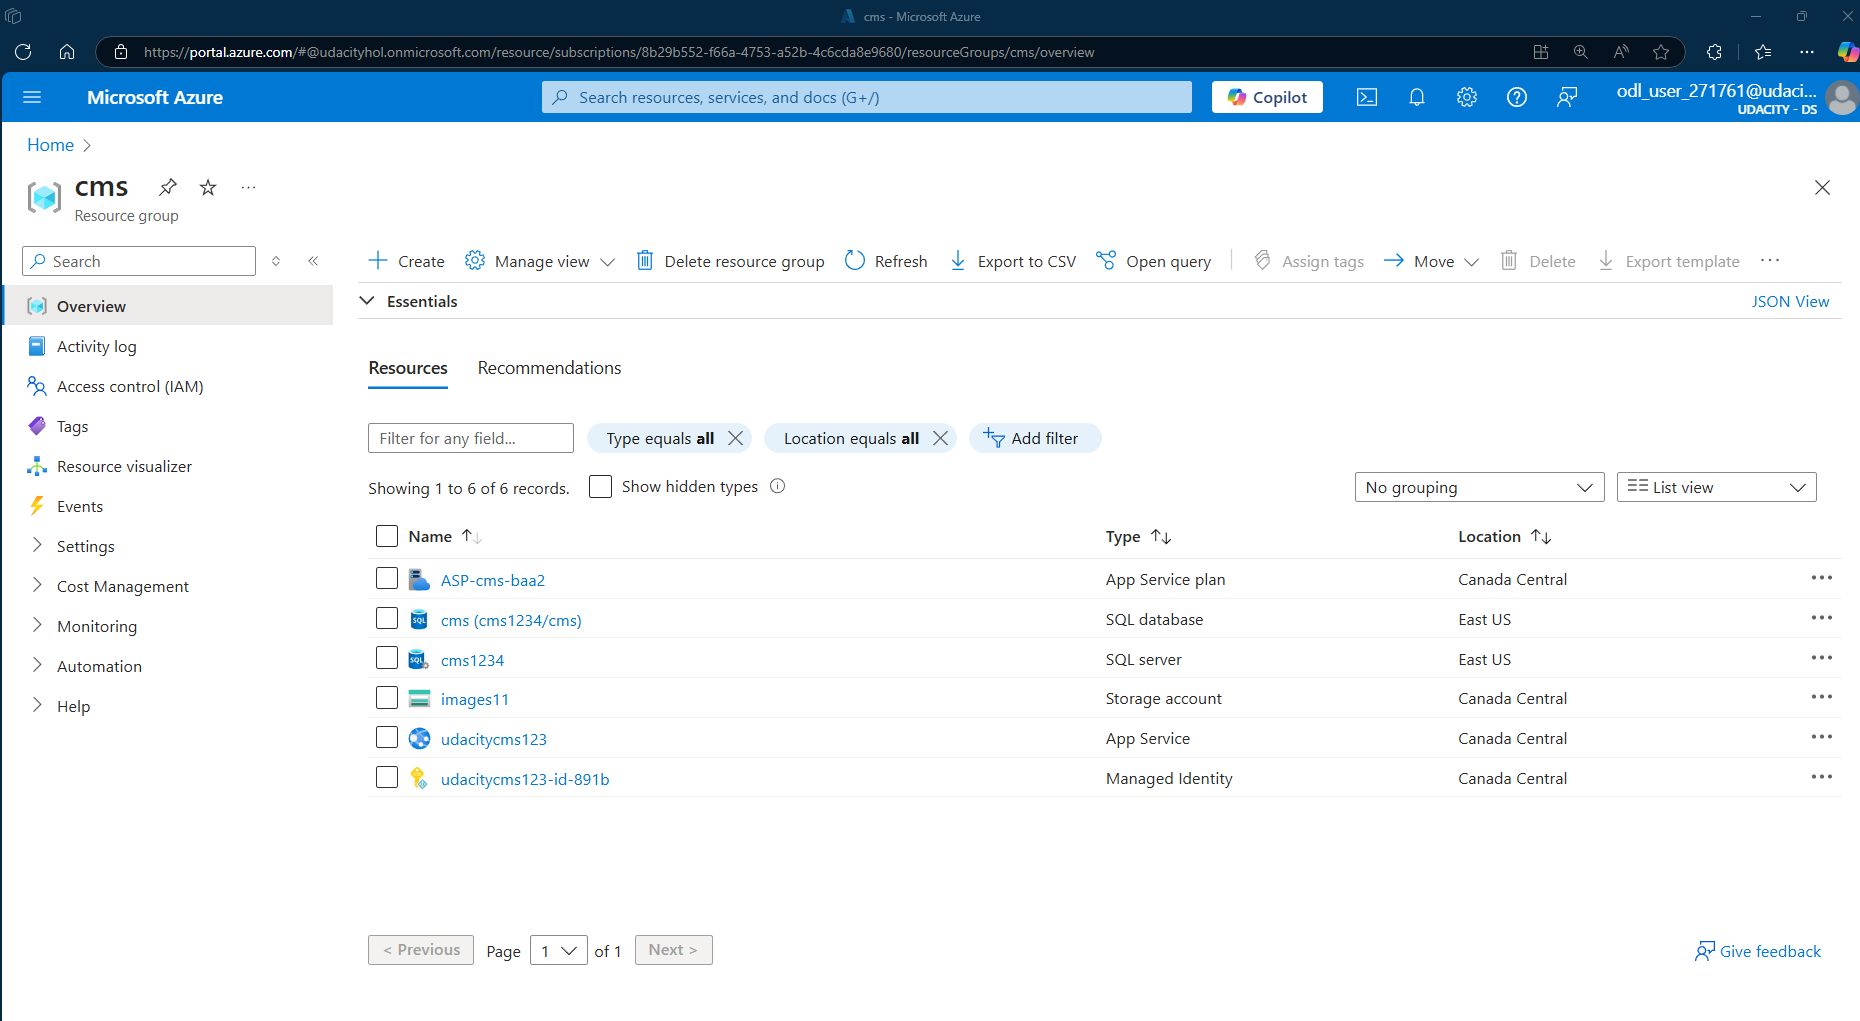 cms - Microsoft Azure
https://portal.azure.com/#@udacityhol.onmicrosoft.com/resource/subscriptions/8b29b552-f66a-4753-a52b-4c6cda8e9680/resourceGroups/cms/overview
Microsoft Azure
Search resources, services, and docs (G+/)
Copilot
odl_user_271761@udaci...
UDACITY - DS
Home
cms
Resource group
Search
Create
Manage view
Delete resource group
Refresh
Export to CSV
Open query
Assign tags
Move
Delete
Export template
Overview
Activity log
Access control (IAM)
Tags
Resource visualizer
Events
Settings
Cost Management
Monitoring
Automation
Help
Essentials
JSON View
Resources
Recommendations
Filter for any field...
Type equals all
Location equals all
Add filter
Showing 1 to 6 of 6 records.
Show hidden types
No grouping
List view
Name
Type
Location
ASP-cms-baa2
App Service plan
Canada Central
SQL
cms (cms1234/cms)
SQL database
East US
SQL
cms1234
SQL server
East US
images11
Storage account
Canada Central
udacitycms123
App Service
Canada Central
udacitycms123-id-891b
Managed Identity
Canada Central
< Previous
Page
1
of 1
Next >
Give feedback